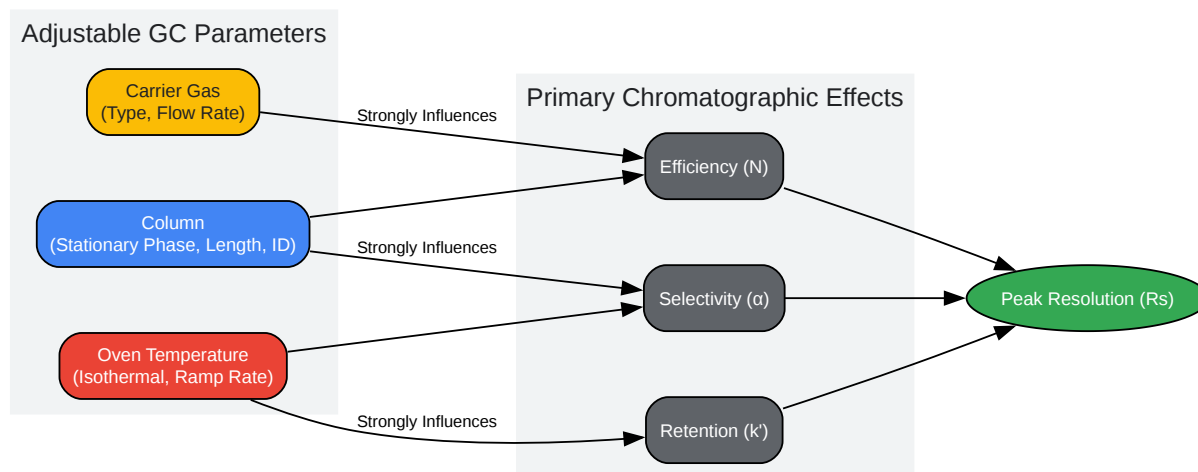 Adjustable GC Parameters
Carrier Gas
(Type, Flow Rate)
Column
(Stationary Phase, Length, ID)
Oven Temperature
(Isothermal, Ramp Rate)
Strongly Influences
Strongly Influences
Strongly Influences
Primary Chromatographic Effects
Efficiency (N)
Selectivity (α)
Retention (k')
Peak Resolution (Rs)